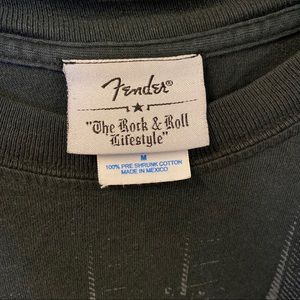 Fender®
"The Rock & Roll
Lifestyle"
M
100% PRE SHRUNK COTTON
MADE IN MEXICO